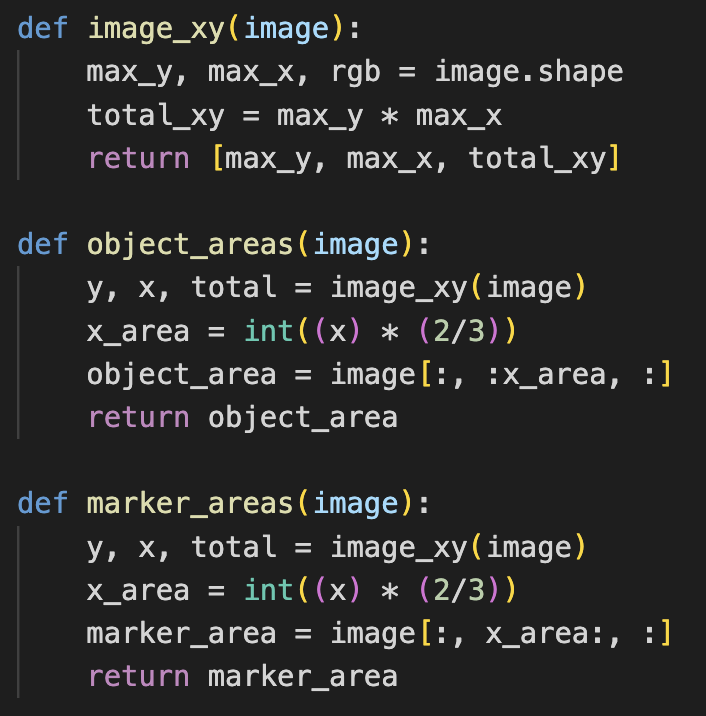 def image_xy(image):
    max_y, max_x, rgb = image.shape
    total_xy = max_y * max_x
    return [max_y, max_x, total_xy]

def object_areas(image):
    y, x, total = image_xy(image)
    x_area = int((x) * (2/3))
    object_area = image[:, :x_area, :]
    return object_area

def marker_areas(image):
    y, x, total = image_xy(image)
    x_area = int((x) * (2/3))
    marker_area = image[:, x_area:, :]
    return marker_area